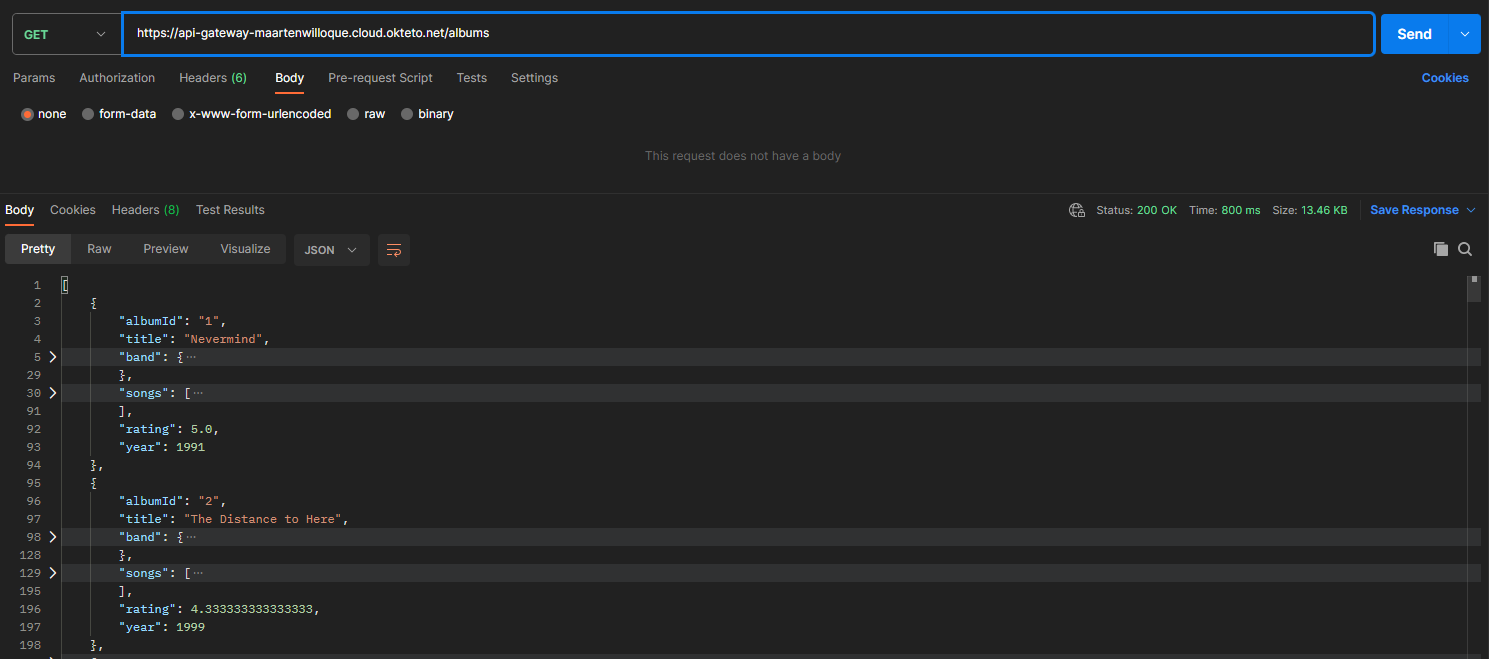 GET https://api-gateway-maartenwilloque.cloud.okteto.net/albums Send
Params Authorization Headers (6) Body Pre-request Script Tests Settings Cookies
none form-data x-www-form-urlencoded raw binary
This request does not have a body
Body Cookies Headers (8) Test Results Status: 200 OK Time: 800 ms Size: 13.46 KB Save Response
Pretty Raw Preview Visualize JSON
1 [
2 {
3 "albumId": "1",
4 "title": "Nevermind",
5 "band": {···
29 },
30 "songs": [···
91 ],
92 "rating": 5.0,
93 "year": 1991
94 },
95 {
96 "albumId": "2",
97 "title": "The Distance to Here",
98 "band": {···
128 },
129 "songs": [···
195 ],
196 "rating": 4.333333333333333,
197 "year": 1999
198 },